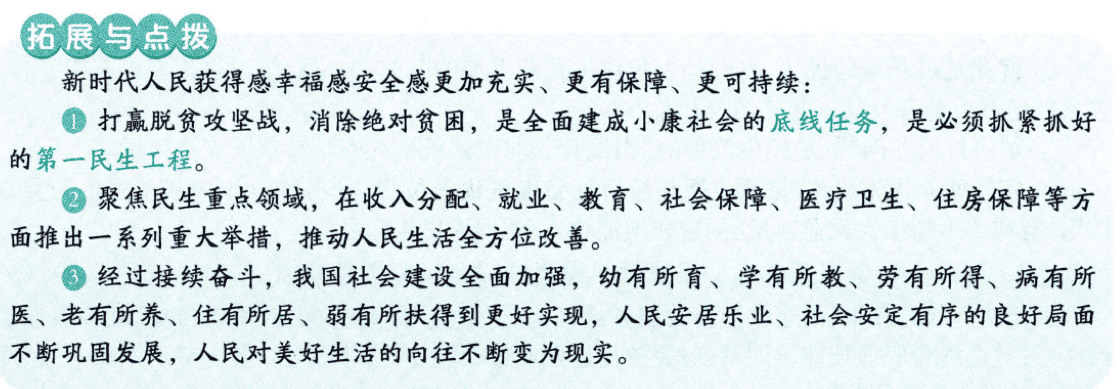 拓展与点拨
新时代人民获得感幸福感安全感更加充实、更有保障、更可持续：
❶ 打赢脱贫攻坚战，消除绝对贫困，是全面建成小康社会的底线任务，是必须抓紧抓好
的第一民生工程。
❷ 聚焦民生重点领域，在收入分配、就业、教育、社会保障、医疗卫生、住房保障等方
面推出一系列重大举措，推动人民生活全方位改善。
❸ 经过接续奋斗，我国社会建设全面加强，幼有所育、学有所教、劳有所得、病有所
医、老有所养、住有所居、弱有所扶得到更好实现，人民安居乐业、社会安定有序的良好局面
不断巩固发展，人民对美好生活的向往不断变为现实。